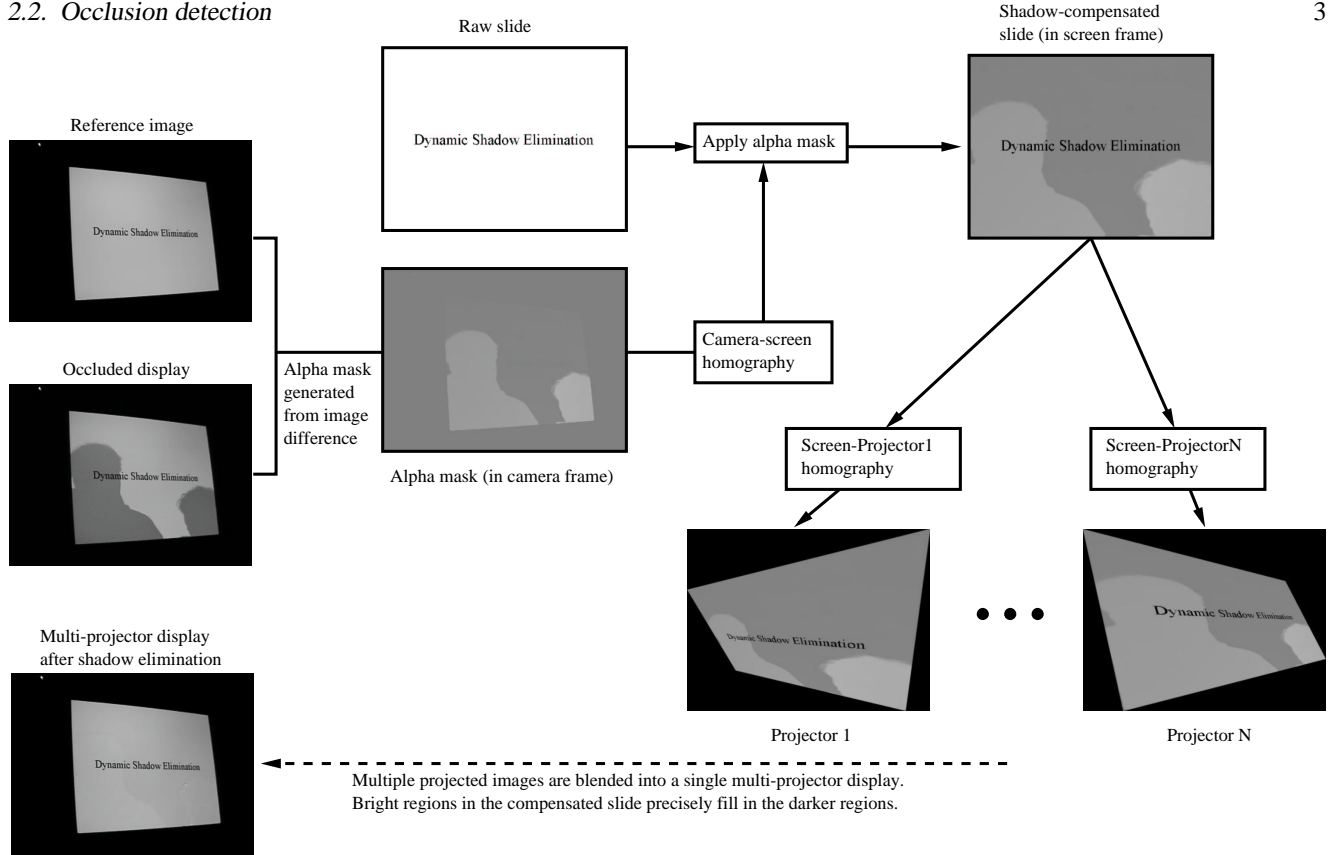 2.2. Occlusion detection
3
Raw slide
Dynamic Shadow Elimination
Shadow-compensated
slide (in screen frame)
Dynamic Shadow Elimination
Reference image
Dynamic Shadow Elimination
Apply alpha mask
Occluded display
Dynamic Shadow Elimination
Alpha mask
generated
from image
difference
Alpha mask (in camera frame)
Camera-screen
homography
Screen-Projector1
homography
Screen-ProjectorN
homography
Dynamic Shadow Elimination
Dynamic Shadow Elimination
Projector 1
Projector N
Multi-projector display
after shadow elimination
Dynamic Shadow Elimination
Multiple projected images are blended into a single multi-projector display.
Bright regions in the compensated slide precisely fill in the darker regions.